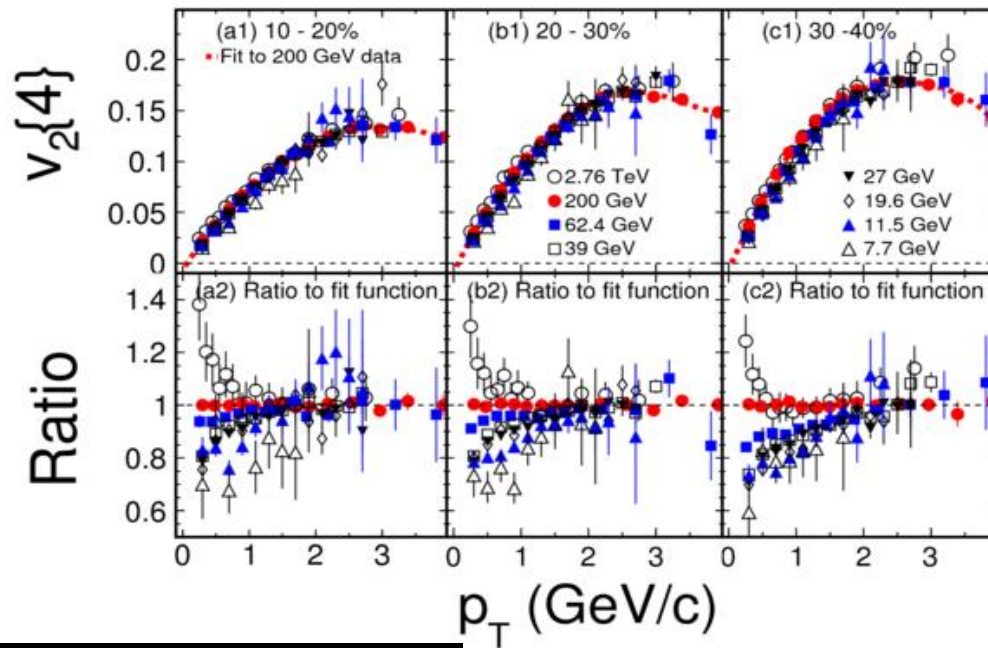 (a1) 10 - 20%
Fit to 200 GeV data
(b1) 20 - 30%
(c1) 30 -40%
v₂{4}
0.2
0.15
0.1
0.05
0
2.76 TeV
200 GeV
62.4 GeV
39 GeV
27 GeV
19.6 GeV
11.5 GeV
7.7 GeV
(a2) Ratio to fit function
(b2) Ratio to fit function
(c2) Ratio to fit function
Ratio
1.4
1.2
1
0.8
0.6
0 1 2 3
0 1 2 3
0 1 2 3
p_T (GeV/c)